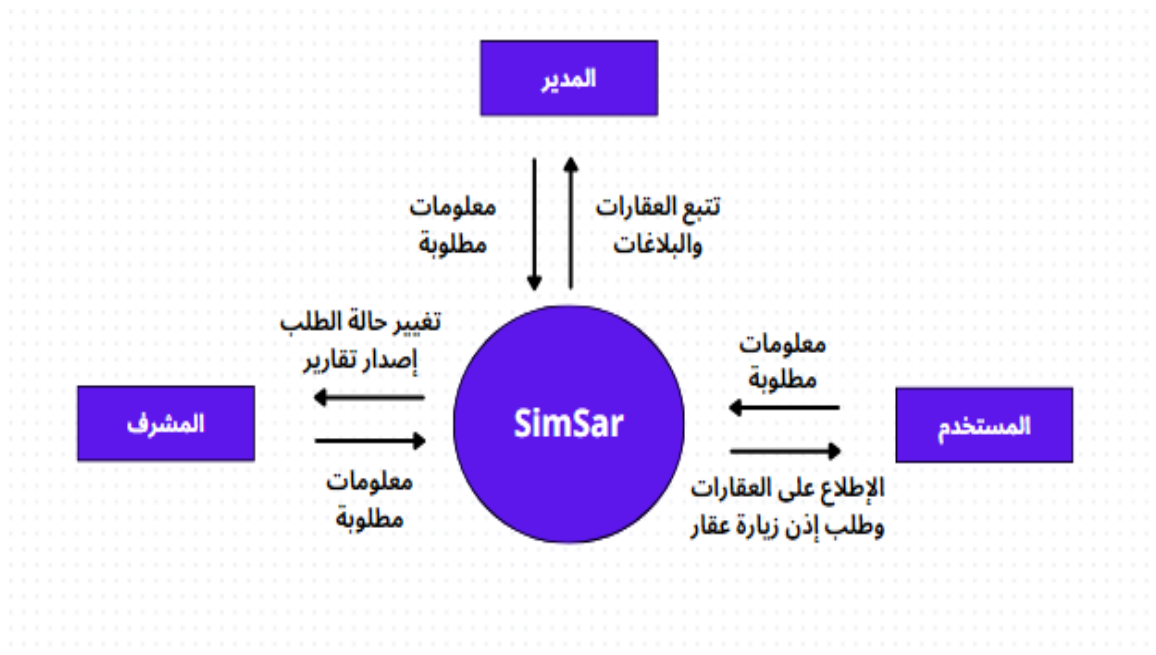 المدير
تتبع العقارات
والبلاغات
معلومات
مطلوبة
تغيير حالة الطلب
إصدار تقارير
معلومات
مطلوبة
المستخدم
SimSar
المشرف
الإطلاع على العقارات
وطلب إذن زيارة عقار
معلومات
مطلوبة